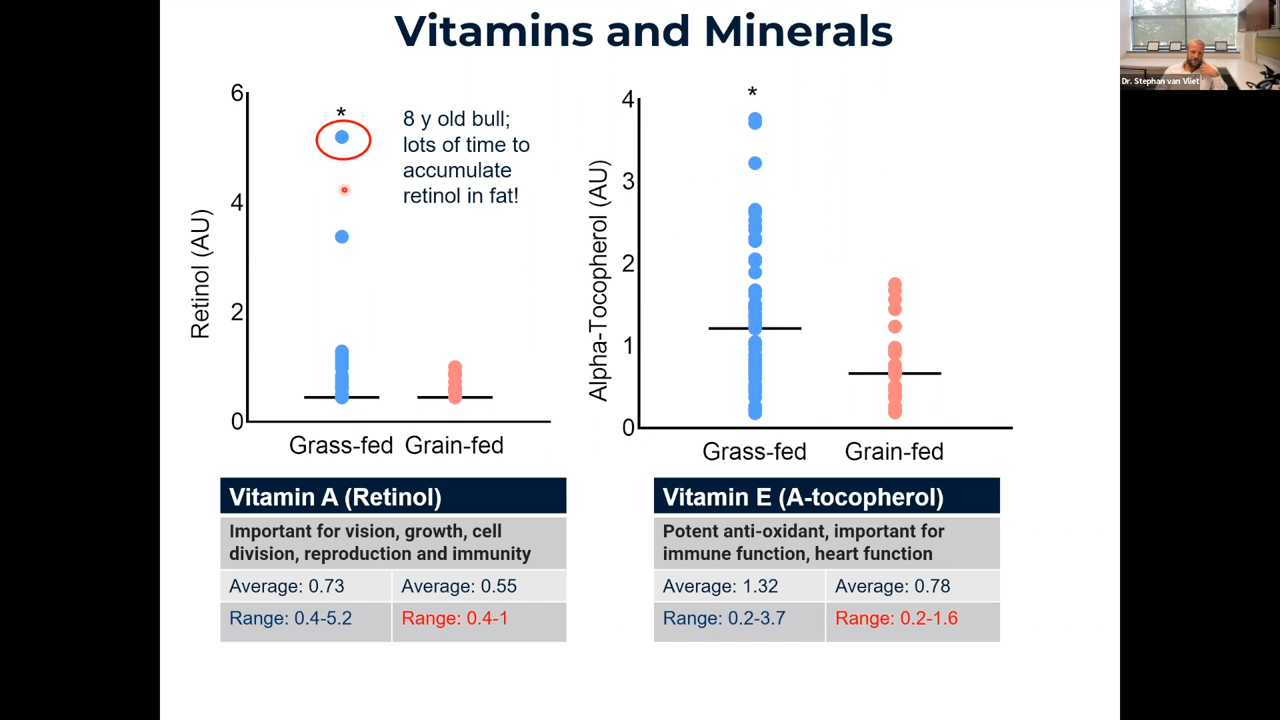 Vitamins and Minerals
Dr. Stephan van Vliet
6
4
2
0
Retinol (AU)
*
8 y old bull;
lots of time to
accumulate
retinol in fat!
Grass-fed
Grain-fed
4
3
2
1
0
Alpha-Tocopherol (AU)
*
Grass-fed
Grain-fed
Vitamin A (Retinol)
Important for vision, growth, cell
division, reproduction and immunity
Average: 0.73
Average: 0.55
Range: 0.4-5.2
Range: 0.4-1
Vitamin E (A-tocopherol)
Potent anti-oxidant, important for
immune function, heart function
Average: 1.32
Average: 0.78
Range: 0.2-3.7
Range: 0.2-1.6